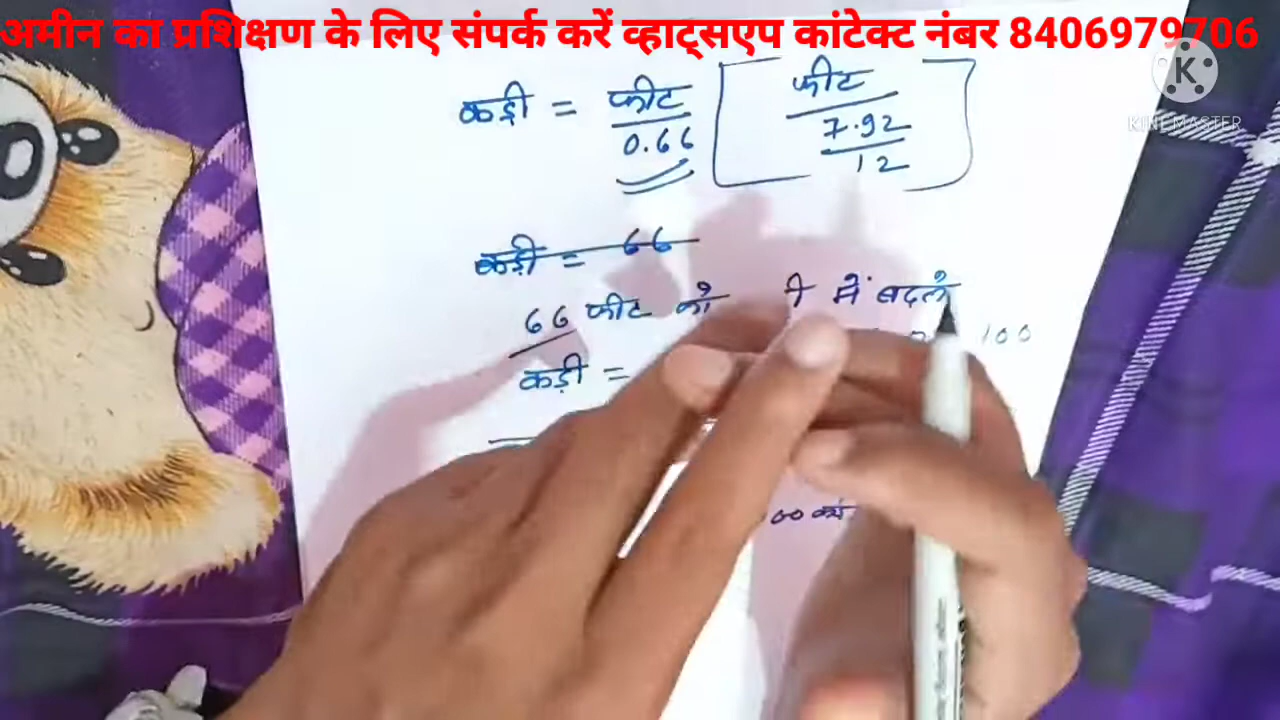 अमीन का प्रशिक्षण के लिए संपर्क करें व्हाट्सएप कांटेक्ट नंबर 8406979706
K
KINEMASTER
कड़ी = फीट / 0.66 [ फीट / 7.92 / 12 ]
कड़ी = 66
66 फीट को में बदलें
100
कड़ी =